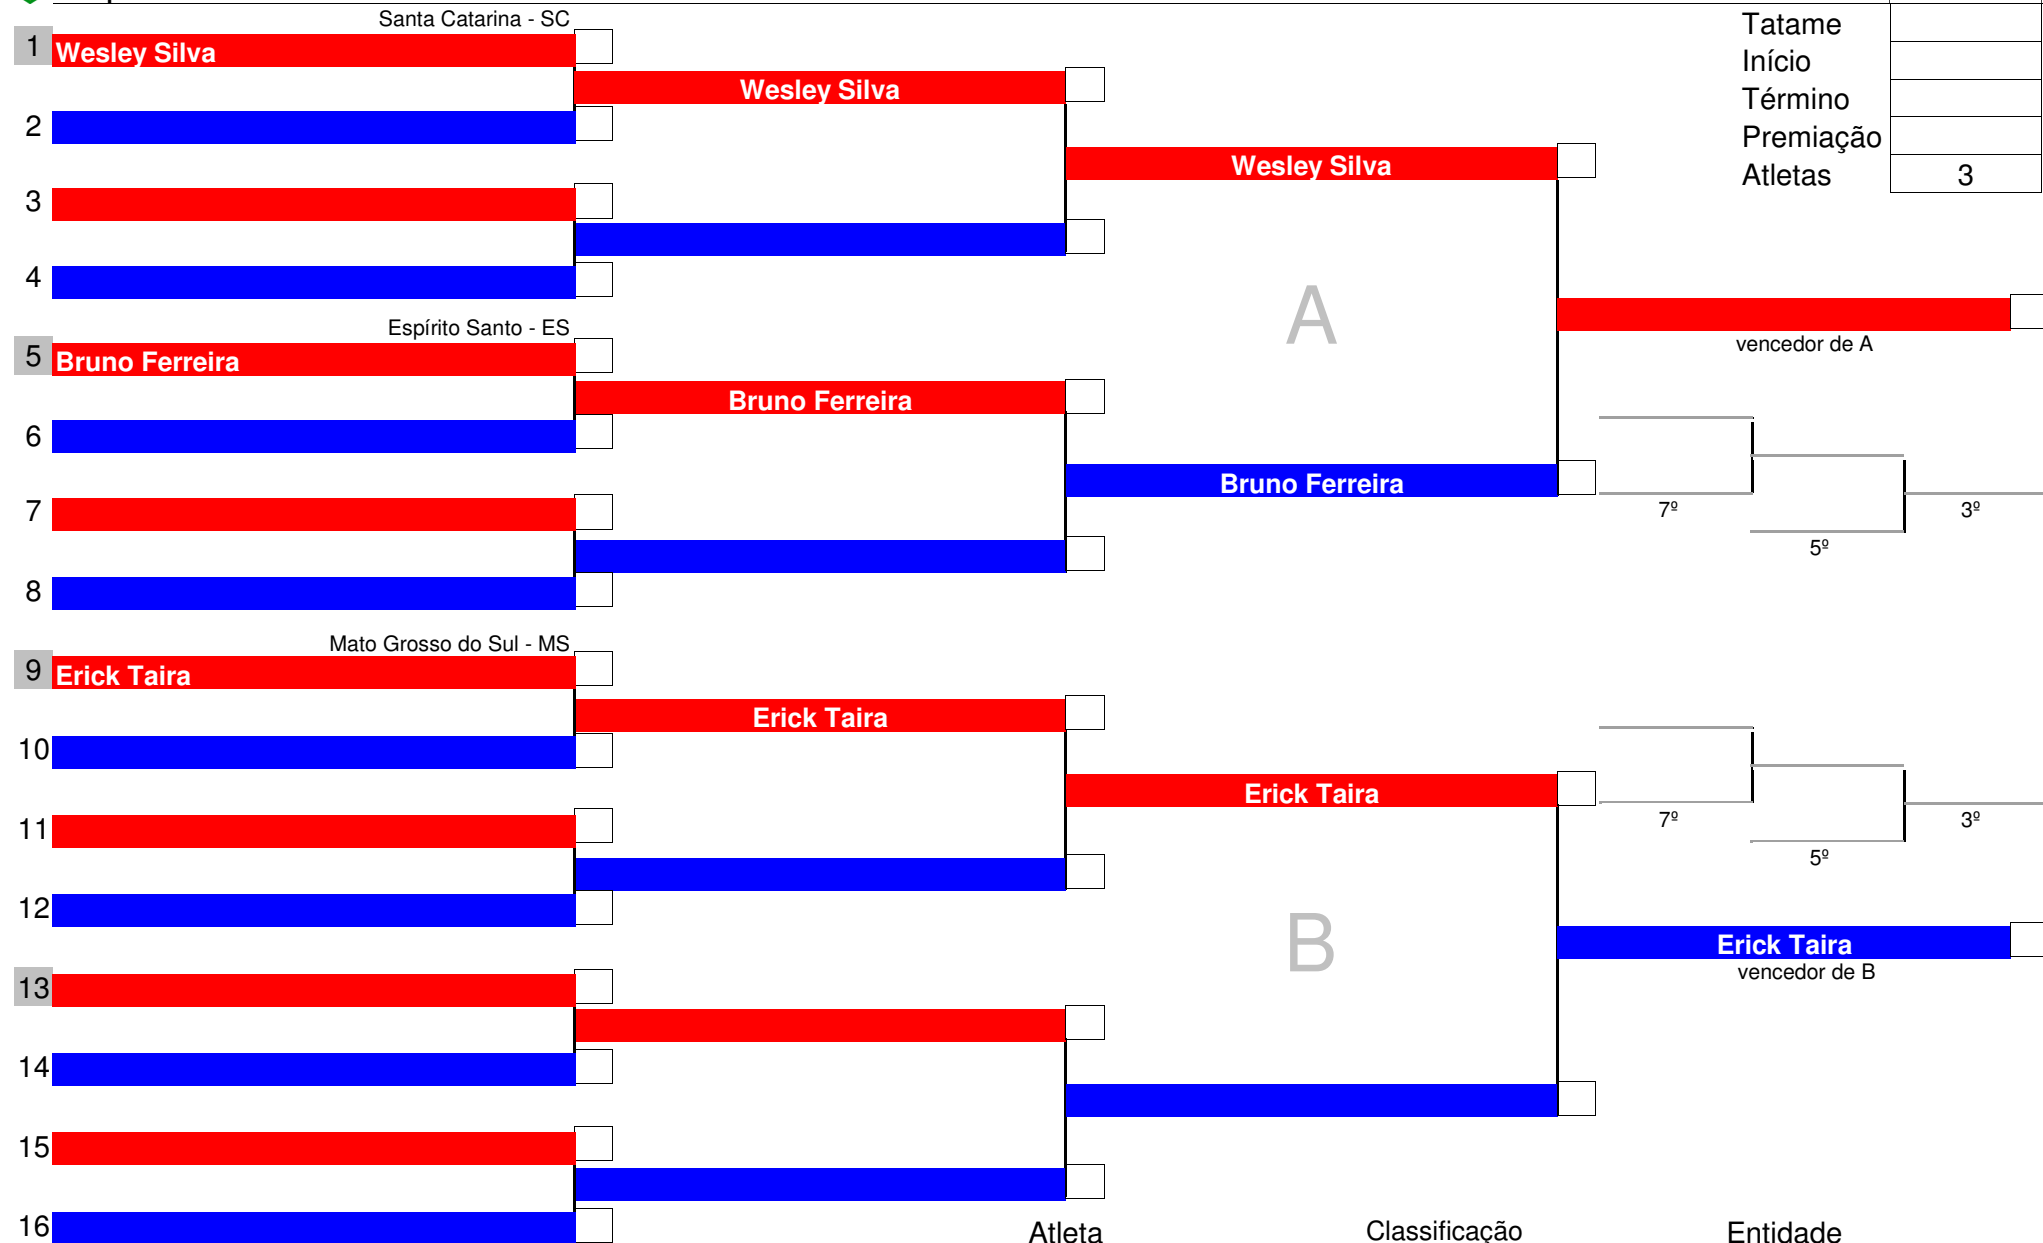 Santa Catarina - SC
Tatame
1 Wesley Silva
Início
Wesley Silva
Término
2
Premiação
Wesley Silva
Atletas 3
3
4
A
Espírito Santo - ES
vencedor de A
5 Bruno Ferreira
Bruno Ferreira
6
Bruno Ferreira
7
7º 3º
5º
8
Mato Grosso do Sul - MS
9 Erick Taira
Erick Taira
10
Erick Taira
11
7º 3º
5º
12
B
Erick Taira
vencedor de B
13
14
15
16
Atleta Classificação Entidade